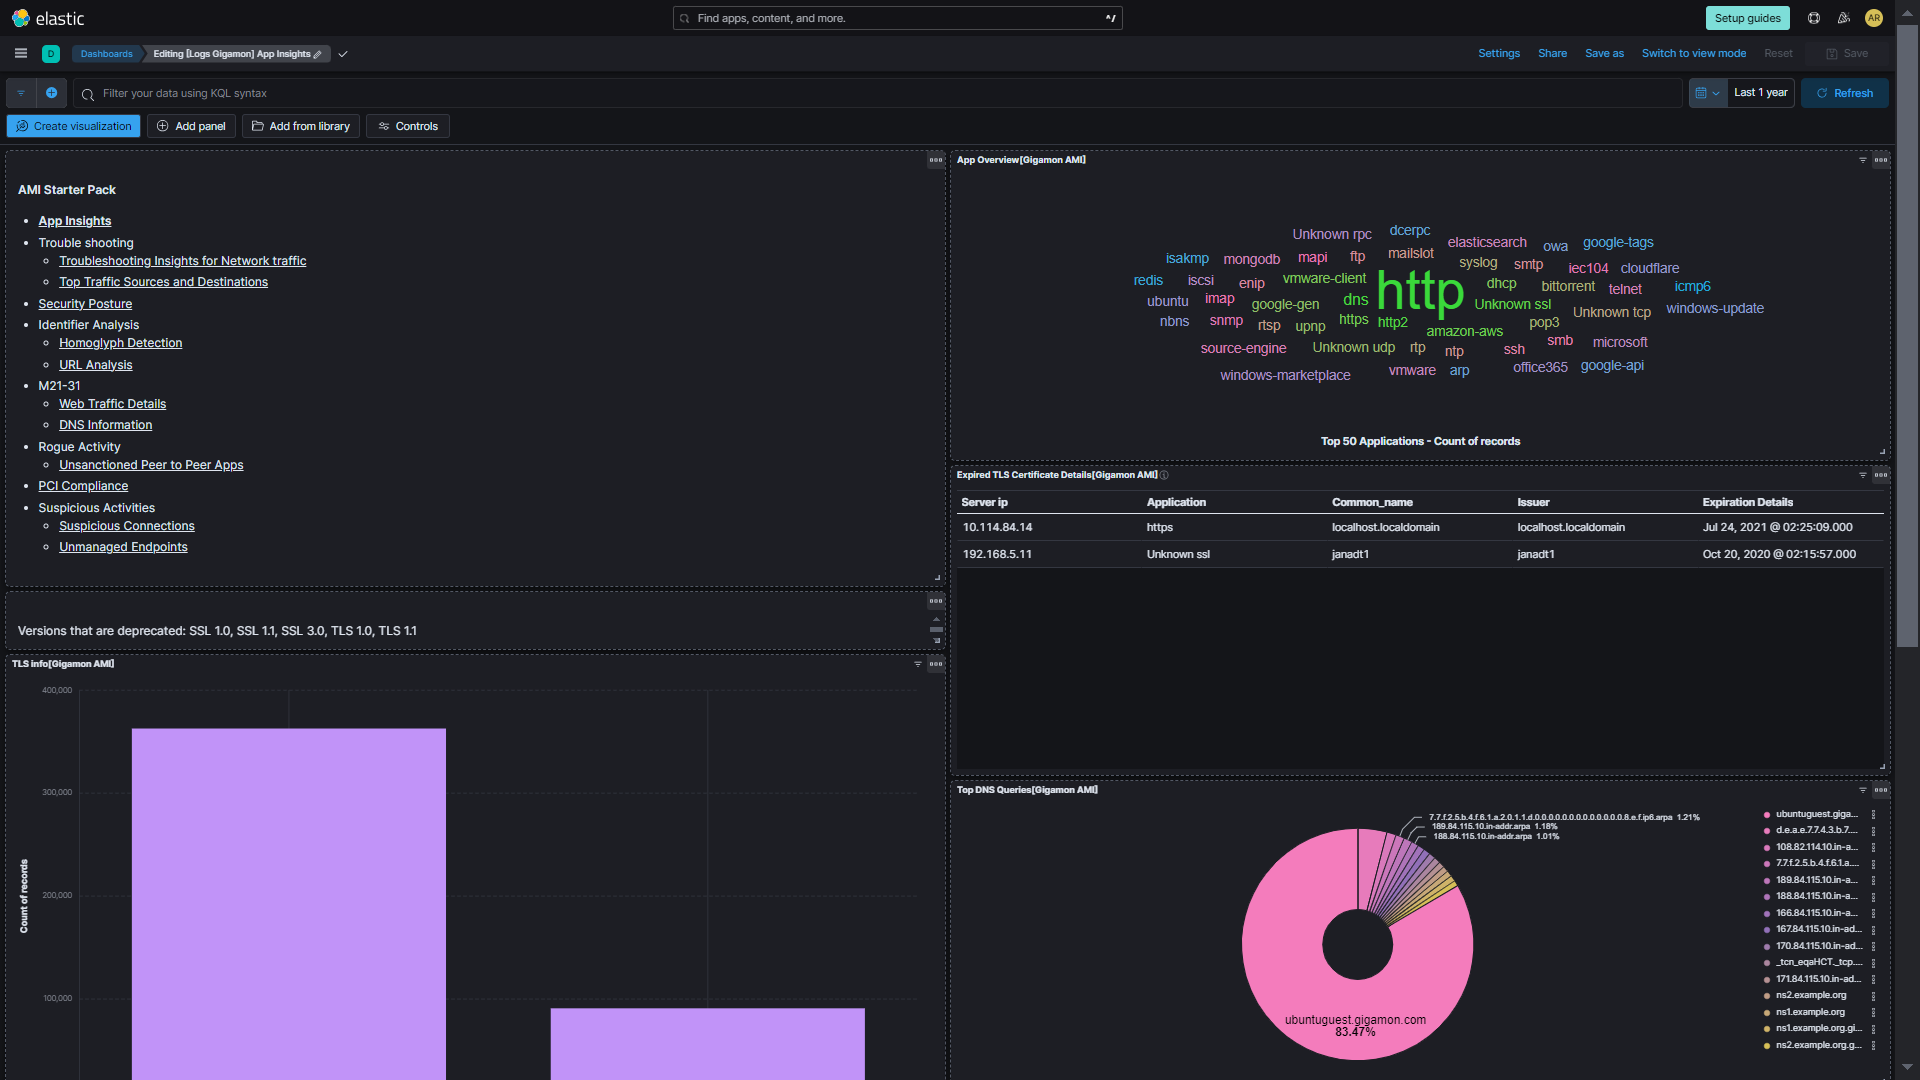 elastic
Find apps, content, and more.
^/
Setup guides
AR
D
Dashboards
Editing [Logs Gigamon] App Insights
Settings
Share
Save as
Switch to view mode
Reset
Save
Filter your data using KQL syntax
Last 1 year
Refresh
Create visualization
Add panel
Add from library
Controls
AMI Starter Pack
App Insights
Trouble shooting
Troubleshooting Insights for Network traffic
Top Traffic Sources and Destinations
Security Posture
Identifier Analysis
Homoglyph Detection
URL Analysis
M21-31
Web Traffic Details
DNS Information
Rogue Activity
Unsanctioned Peer to Peer Apps
PCI Compliance
Suspicious Activities
Suspicious Connections
Unmanaged Endpoints
Versions that are deprecated: SSL 1.0, SSL 1.1, SSL 3.0, TLS 1.0, TLS 1.1
TLS info[Gigamon AMI]
400,000
300,000
200,000
100,000
Count of records
App Overview[Gigamon AMI]
Unknown rpc dcerpc
elasticsearch owa google-tags
isakmp mongodb mapi ftp mailslot syslog smtp iec104 cloudflare
redis iscsi enip vmware-client http dhcp bittorrent telnet icmp6
ubuntu imap google-gen dns Unknown ssl Unknown tcp windows-update
nbns snmp rtsp upnp https http2 amazon-aws pop3
source-engine Unknown udp rtp ntp ssh smb microsoft
windows-marketplace vmware arp office365 google-api
Top 50 Applications - Count of records
Expired TLS Certificate Details[Gigamon AMI]
Server ip Application Common_name Issuer Expiration Details
10.114.84.14 https localhost.localdomain localhost.localdomain Jul 24, 2021 @ 02:25:09.000
192.168.5.11 Unknown ssl janadt1 janadt1 Oct 20, 2020 @ 02:15:57.000
Top DNS Queries[Gigamon AMI]
7.7.f.2.5.b.4.f.6.1.a.2.0.1.1.d.0.0.0.0.0.0.0.0.0.0.0.0.0.8.e.f.ip6.arpa 1.21%
189.84.115.10.in-addr.arpa 1.18%
188.84.115.10.in-addr.arpa 1.01%
ubuntuguest.gigamon.com
83.47%
ubuntuguest.giga...
d.e.a.e.7.7.4.3.b.7....
108.82.114.10.in-a...
7.7.f.2.5.b.4.f.6.1.a....
189.84.115.10.in-a...
188.84.115.10.in-a...
166.84.115.10.in-a...
167.84.115.10.in-ad...
170.84.115.10.in-ad...
_tcn_eqaHCT._tcp....
171.84.115.10.in-ad...
ns2.example.org
ns1.example.org
ns1.example.org.gi...
ns2.example.org.g...